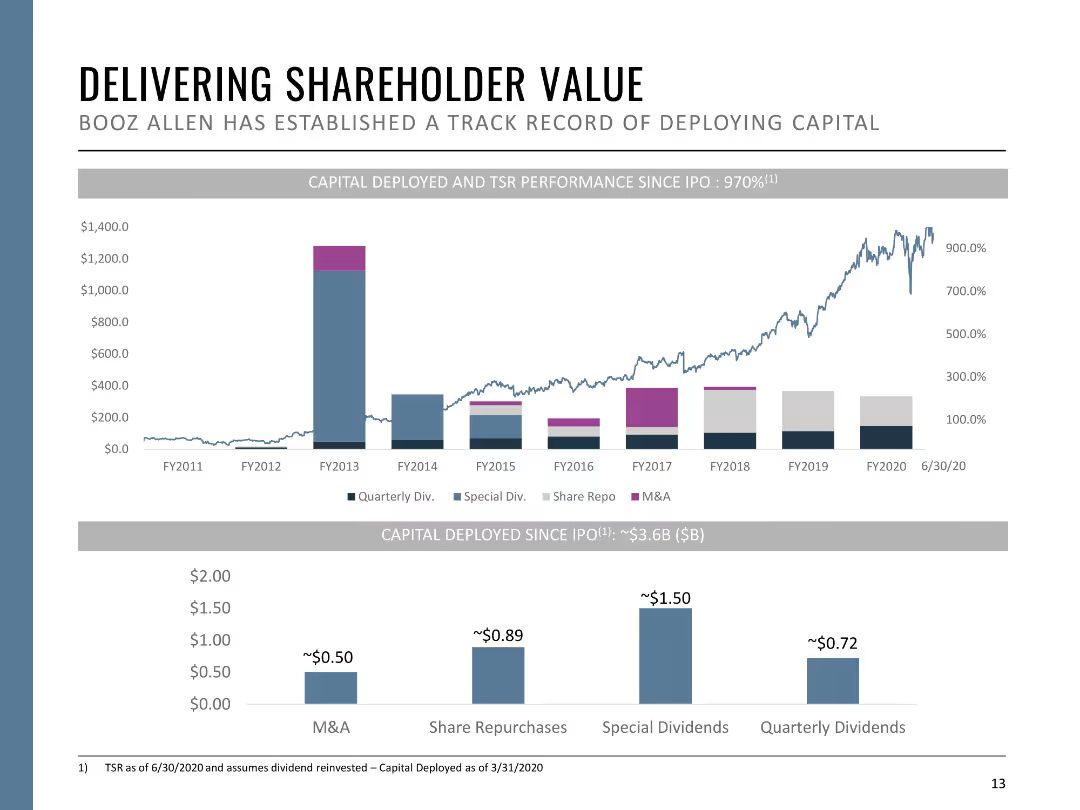 DELIVERING SHAREHOLDER VALUE
BOOZ ALLEN HAS ESTABLISHED A TRACK RECORD OF DEPLOYING CAPITAL
CAPITAL DEPLOYED AND TSR PERFORMANCE SINCE IPO : 970%(1)
$1,400.0
$1,200.0
$1,000.0
$800.0
$600.0
$400.0
$200.0
$0.0
900.0%
700.0%
500.0%
300.0%
100.0%
FY2011 FY2012 FY2013 FY2014 FY2015 FY2016 FY2017 FY2018 FY2019 FY2020 6/30/20
Quarterly Div. Special Div. Share Repo M&A
CAPITAL DEPLOYED SINCE IPO(1): ~$3.6B ($B)
$2.00
$1.50
$1.00
$0.50
$0.00
~$0.50
~$0.89
~$1.50
~$0.72
M&A Share Repurchases Special Dividends Quarterly Dividends
1) TSR as of 6/30/2020 and assumes dividend reinvested – Capital Deployed as of 3/31/2020
13